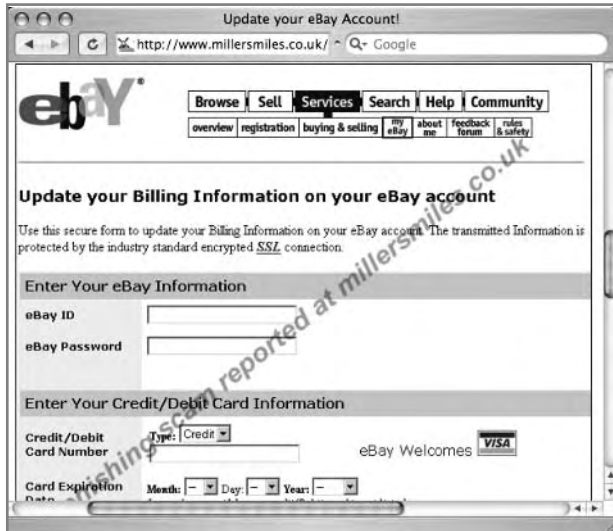 Update your eBay Account!
http://www.millersmiles.co.uk/ Google
ebaY®
Browse Sell Services Search Help Community
overview registration buying & selling my eBay about me feedback forum rules & safety
Update your Billing Information on your eBay account
Use this secure form to update your Billing Information on your eBay account. The transmitted Information is
protected by the industry standard encrypted SSL connection.
Enter Your eBay Information
eBay ID
eBay Password
Enter Your Credit/Debit Card Information
Credit/Debit
Card Number
Type: Credit
eBay Welcomes VISA
Card Expiration
Date
Month: – Day: – Year: –
phishing scam reported at millersmiles.co.uk